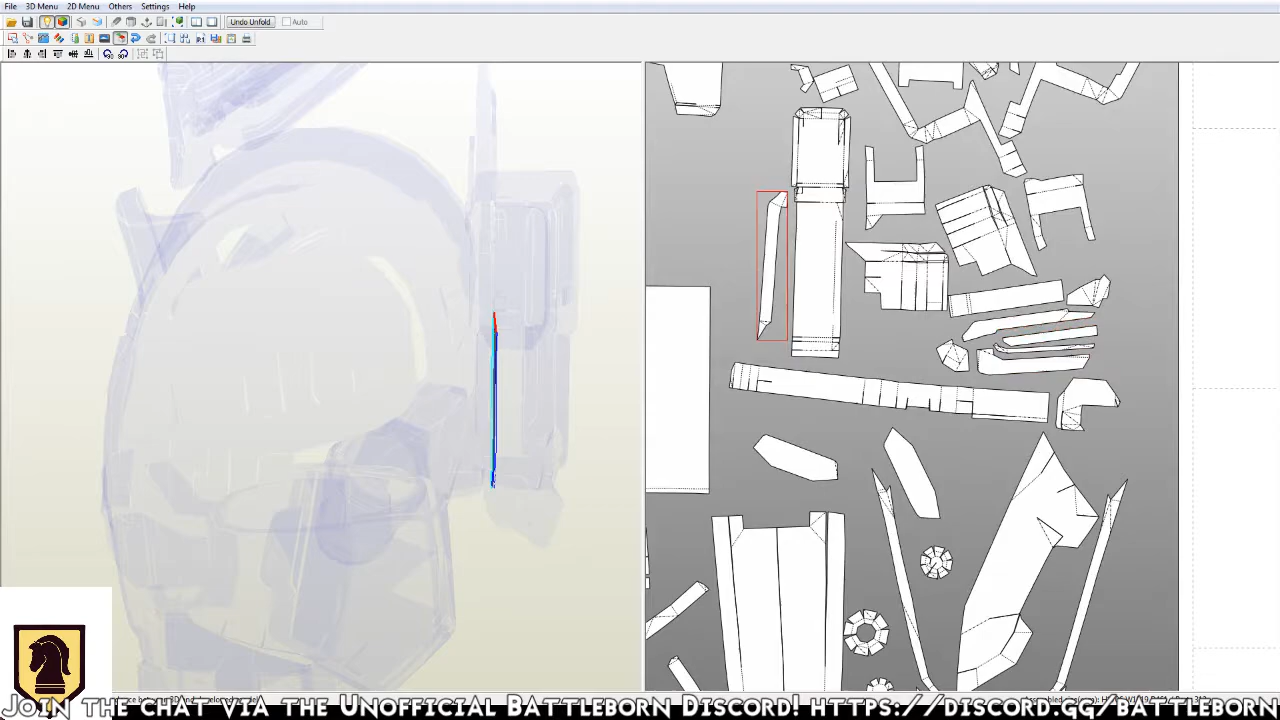 File 3D Menu 2D Menu Others Settings Help
Undo Unfold Auto
Join the chat via the Unofficial Battleborn Discord! https://discord.gg/battleborn